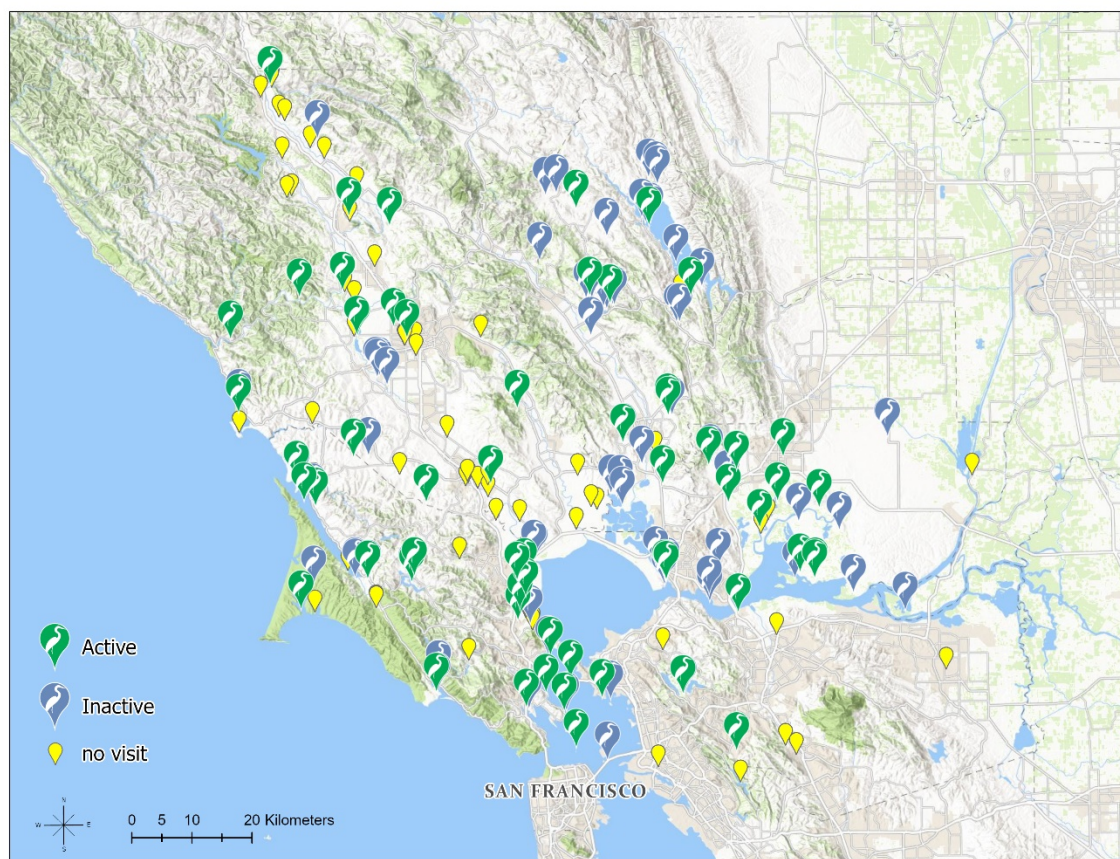 Active
Inactive
no visit
SAN FRANCISCO
N
W E
S
0 5 10 20 Kilometers